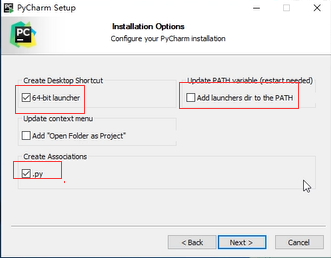 PyCharm Setup
PC
Installation Options
Configure your PyCharm installation
Create Desktop Shortcut
64-bit launcher
Update PATH variable (restart needed)
Add launchers dir to the PATH
Update context menu
Add "Open Folder as Project"
Create Associations
.py
< Back
Next >
Cancel